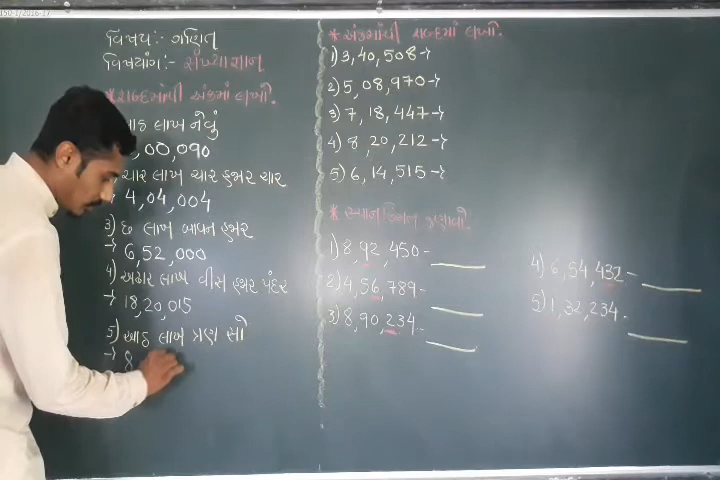 વિષય:- ગણિત
વિષયાંગ:- સંખ્યાજ્ઞાન
* શબ્દમાંથી અંકમાં લખો.
આઠ લાખ નેવું
,00,090
ચાર લાખ ચાર હજાર ચાર
4,04,004
3) છ લાખ બાવન હજાર
→ 6,52,000
4) અઢાર લાખ વીસ હજાર પંદર
→ 18,20,015
5) આઠ લાખ ત્રણ સો
→ 8
* અંકમાંથી શબ્દમાં લખો.
1) 3,40,508→
2) 5,08,970→
3) 7,18,447→
4) 8,20,212→
5) 6,14,515→
* સ્થાન કિંમત જણાવો.
1) 8,92,450-
2) 4,56,789-
3) 8,90,234-
4) 6,54,432-
5) 1,32,234-